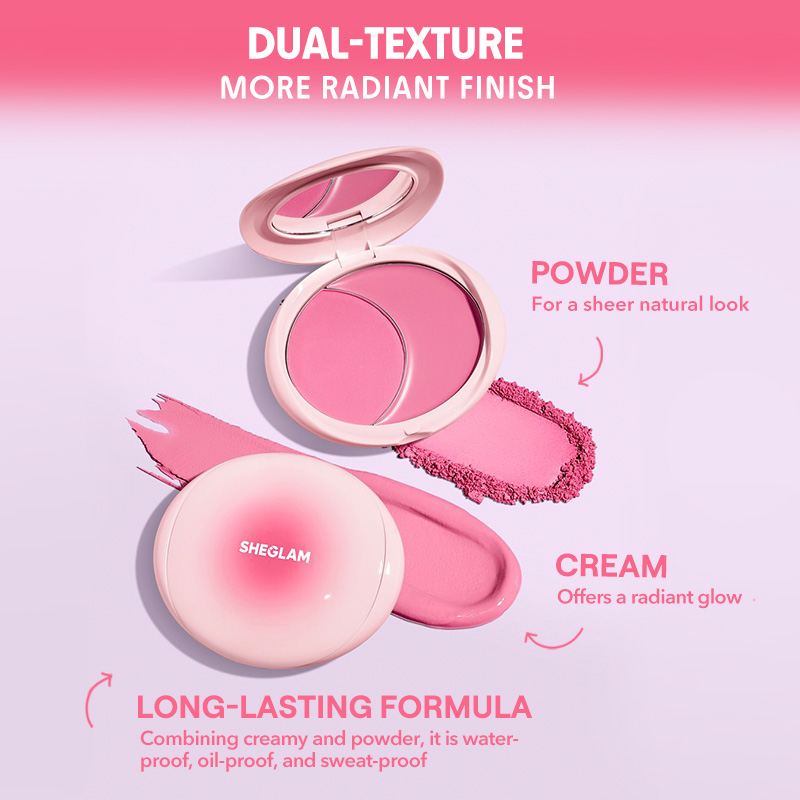 DUAL-TEXTURE
MORE RADIANT FINISH
POWDER
For a sheer natural look
SHEGLAM
CREAM
Offers a radiant glow
LONG-LASTING FORMULA
Combining creamy and powder, it is water-
proof, oil-proof, and sweat-proof